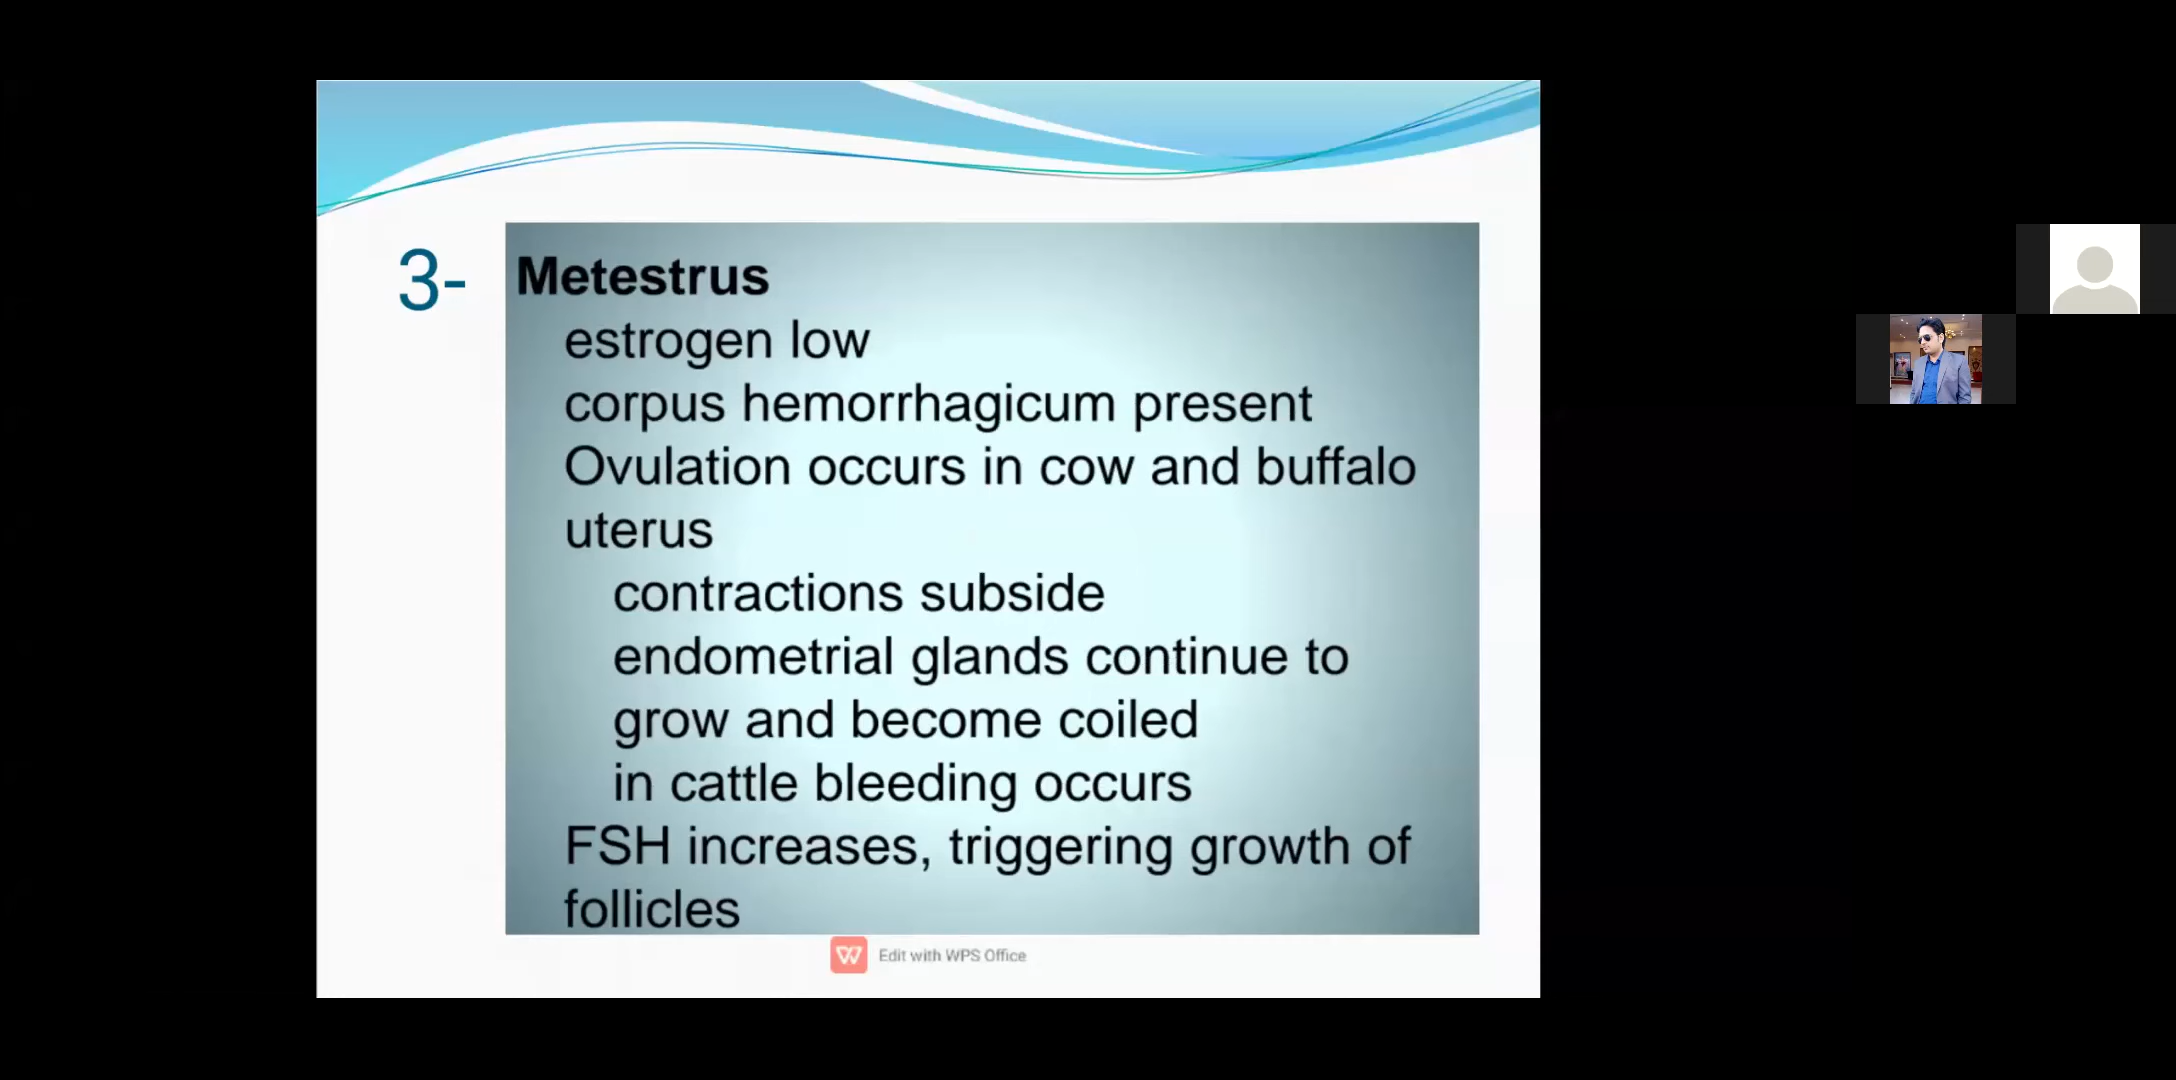 3-
Metestrus
estrogen low
corpus hemorrhagicum present
Ovulation occurs in cow and buffalo
uterus
contractions subside
endometrial glands continue to
grow and become coiled
in cattle bleeding occurs
FSH increases, triggering growth of
follicles
Edit with WPS Office